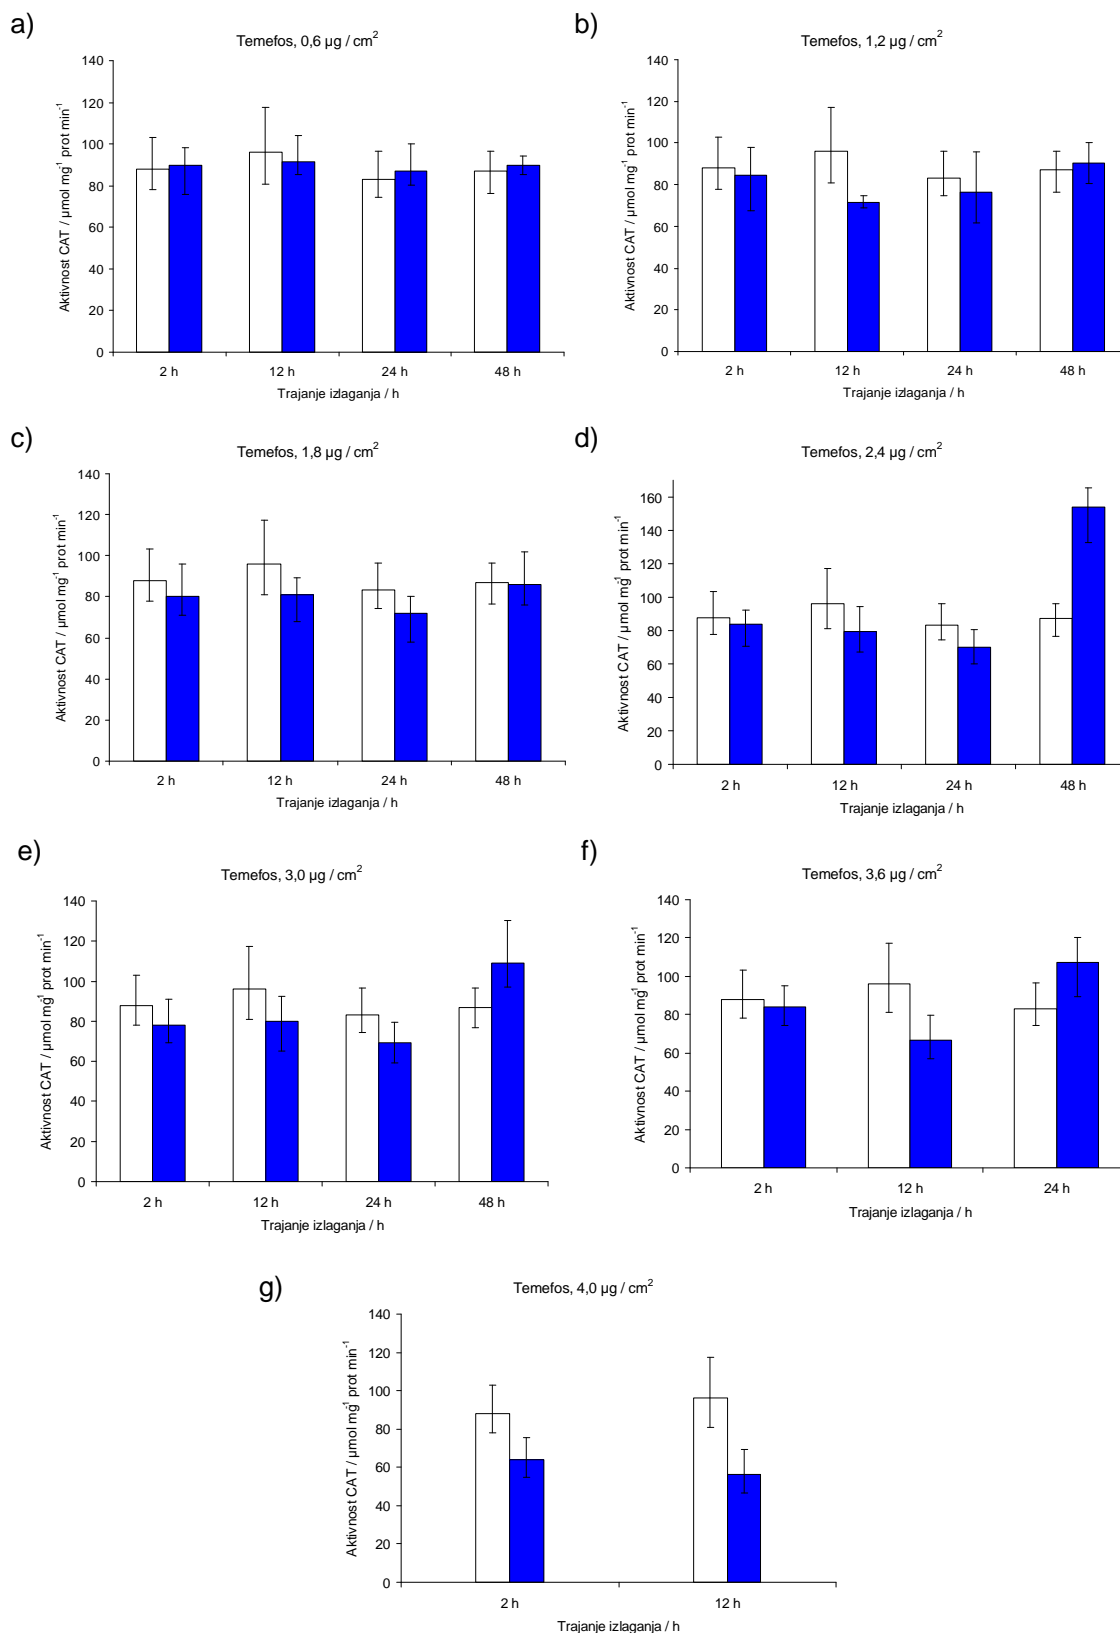 a)
Temefos, 0,6 µg / cm²
Aktivnost CAT / µmol mg⁻¹ prot min⁻¹
140
120
100
80
60
40
20
0
2 h 12 h 24 h 48 h
Trajanje izlaganja / h
b)
Temefos, 1,2 µg / cm²
Aktivnost CAT / µmol mg⁻¹ prot min⁻¹
140
120
100
80
60
40
20
0
2 h 12 h 24 h 48 h
Trajanje izlaganja / h
c)
Temefos, 1,8 µg / cm²
Aktivnost CAT / µmol mg⁻¹ prot min⁻¹
140
120
100
80
60
40
20
0
2 h 12 h 24 h 48 h
Trajanje izlaganja / h
d)
Temefos, 2,4 µg / cm²
Aktivnost CAT / µmol mg⁻¹ prot min⁻¹
160
140
120
100
80
60
40
20
0
2 h 12 h 24 h 48 h
Trajanje izlaganja / h
e)
Temefos, 3,0 µg / cm²
Aktivnost CAT / µmol mg⁻¹ prot min⁻¹
140
120
100
80
60
40
20
0
2 h 12 h 24 h 48 h
Trajanje izlaganja / h
f)
Temefos, 3,6 µg / cm²
Aktivnost CAT / µmol mg⁻¹ prot min⁻¹
140
120
100
80
60
40
20
0
2 h 12 h 24 h
Trajanje izlaganja / h
g)
Temefos, 4,0 µg / cm²
Aktivnost CAT / µmol mg⁻¹ prot min⁻¹
140
120
100
80
60
40
20
0
2 h 12 h
Trajanje izlaganja / h